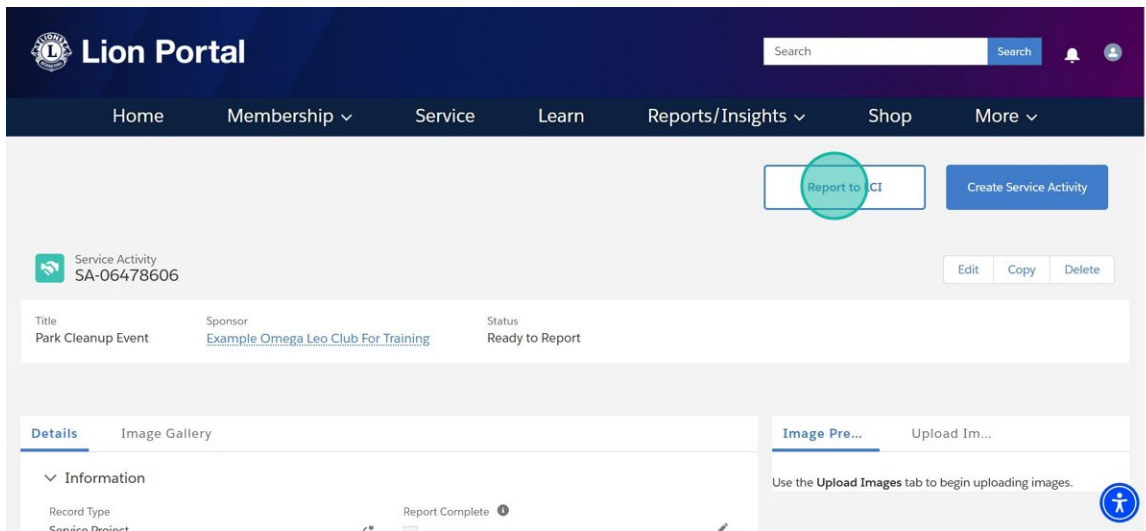 Lion Portal
Search Search
Home Membership Service Learn Reports/Insights Shop More
Report to LCI Create Service Activity
Service Activity
SA-06478606
Edit Copy Delete
Title Sponsor Status
Park Cleanup Event Example Omega Leo Club For Training Ready to Report
Details Image Gallery Image Pre... Upload Im...
Information
Use the Upload Images tab to begin uploading images.
Record Type Report Complete
Service Project